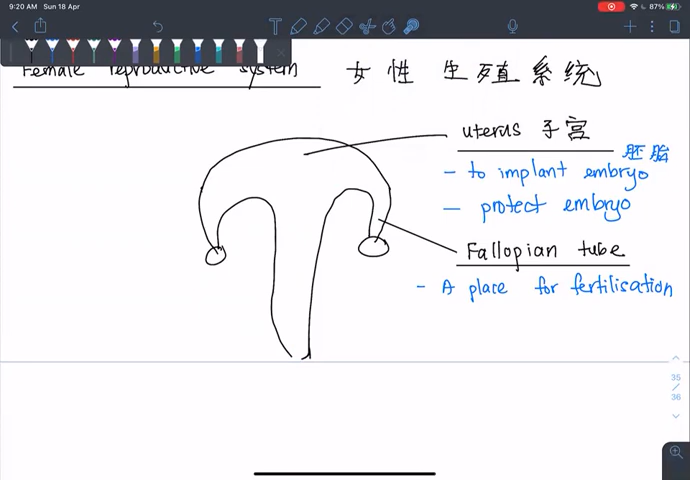 9:20 AM Sun 18 Apr
87%
Female reproductive system 女性 生殖系统
uterus 子宫
胚胎
- to implant embryo
- protect embryo
Fallopian tube
- A place for fertilisation
35
/
36